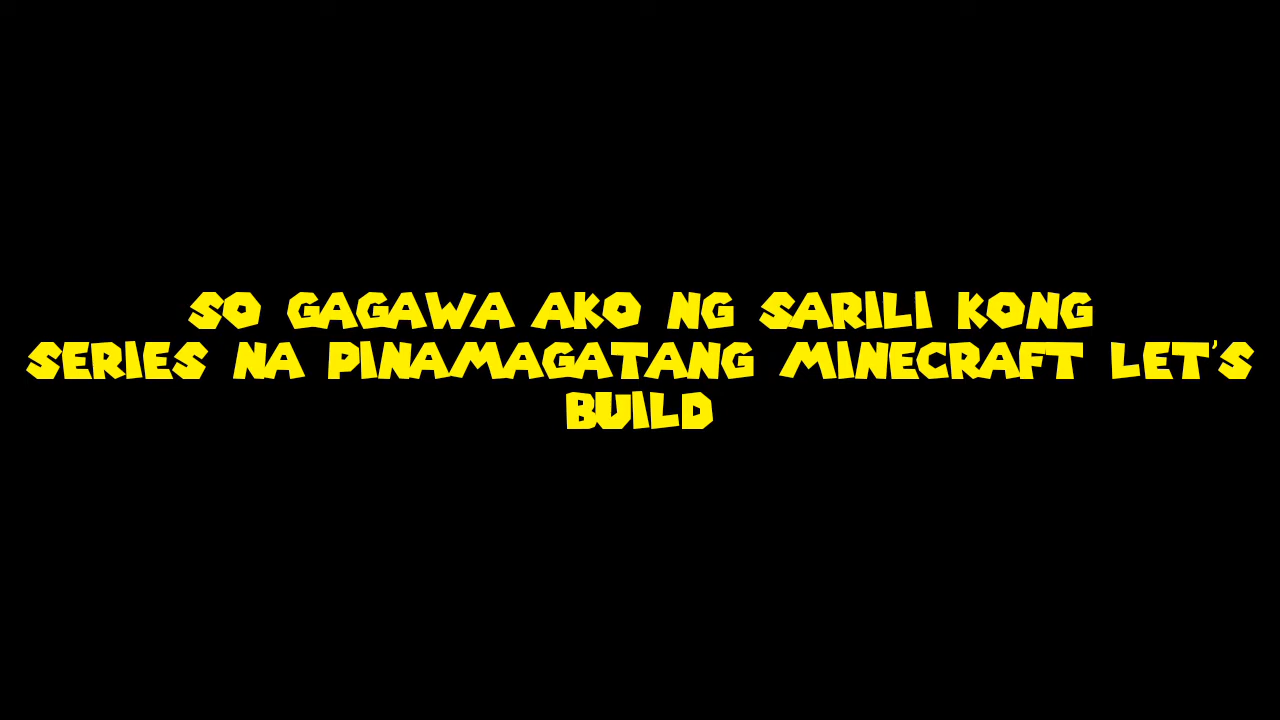 SO GAGAWA AKO NG SARILI KONG
SERIES NA PINAMAGATANG MINECRAFT LET'S
BUILD